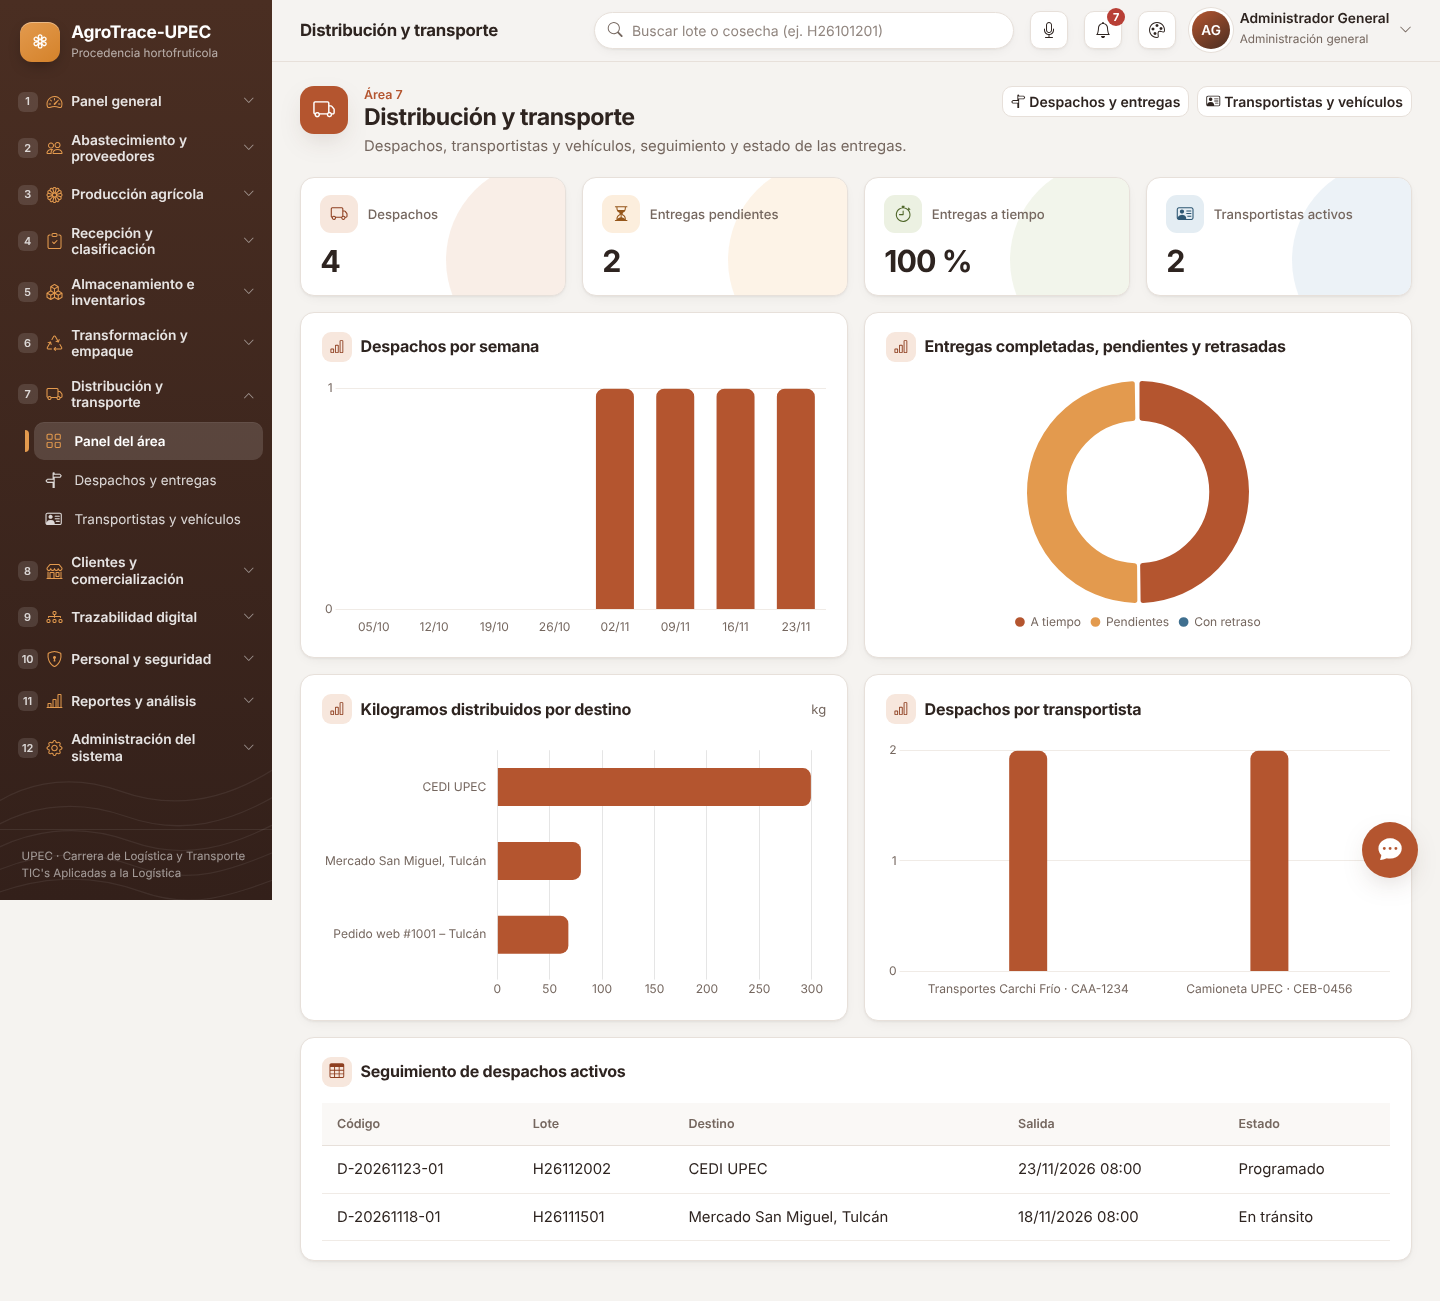 AgroTrace-UPEC
Procedencia hortofrutícola
1 Panel general
2 Abastecimiento y
proveedores
3 Producción agrícola
4 Recepción y
clasificación
5 Almacenamiento e
inventarios
6 Transformación y
empaque
7 Distribución y
transporte
Panel del área
Despachos y entregas
Transportistas y vehículos
8 Clientes y
comercialización
9 Trazabilidad digital
10 Personal y seguridad
11 Reportes y análisis
12 Administración del
sistema
UPEC · Carrera de Logística y Transporte
TIC's Aplicadas a la Logística
Distribución y transporte
Buscar lote o cosecha (ej. H26101201)
7
AG
Administrador General
Administración general
Área 7
Distribución y transporte
Despachos, transportistas y vehículos, seguimiento y estado de las entregas.
Despachos y entregas
Transportistas y vehículos
Despachos
4
Entregas pendientes
2
Entregas a tiempo
100 %
Transportistas activos
2
Despachos por semana
1
0
05/10 12/10 19/10 26/10 02/11 09/11 16/11 23/11
Entregas completadas, pendientes y retrasadas
A tiempo Pendientes Con retraso
Kilogramos distribuidos por destino
kg
CEDI UPEC
Mercado San Miguel, Tulcán
Pedido web #1001 – Tulcán
0 50 100 150 200 250 300
Despachos por transportista
2
1
0
Transportes Carchi Frío · CAA-1234
Camioneta UPEC · CEB-0456
Seguimiento de despachos activos
Código Lote Destino Salida Estado
D-20261123-01 H26112002 CEDI UPEC 23/11/2026 08:00 Programado
D-20261118-01 H26111501 Mercado San Miguel, Tulcán 18/11/2026 08:00 En tránsito